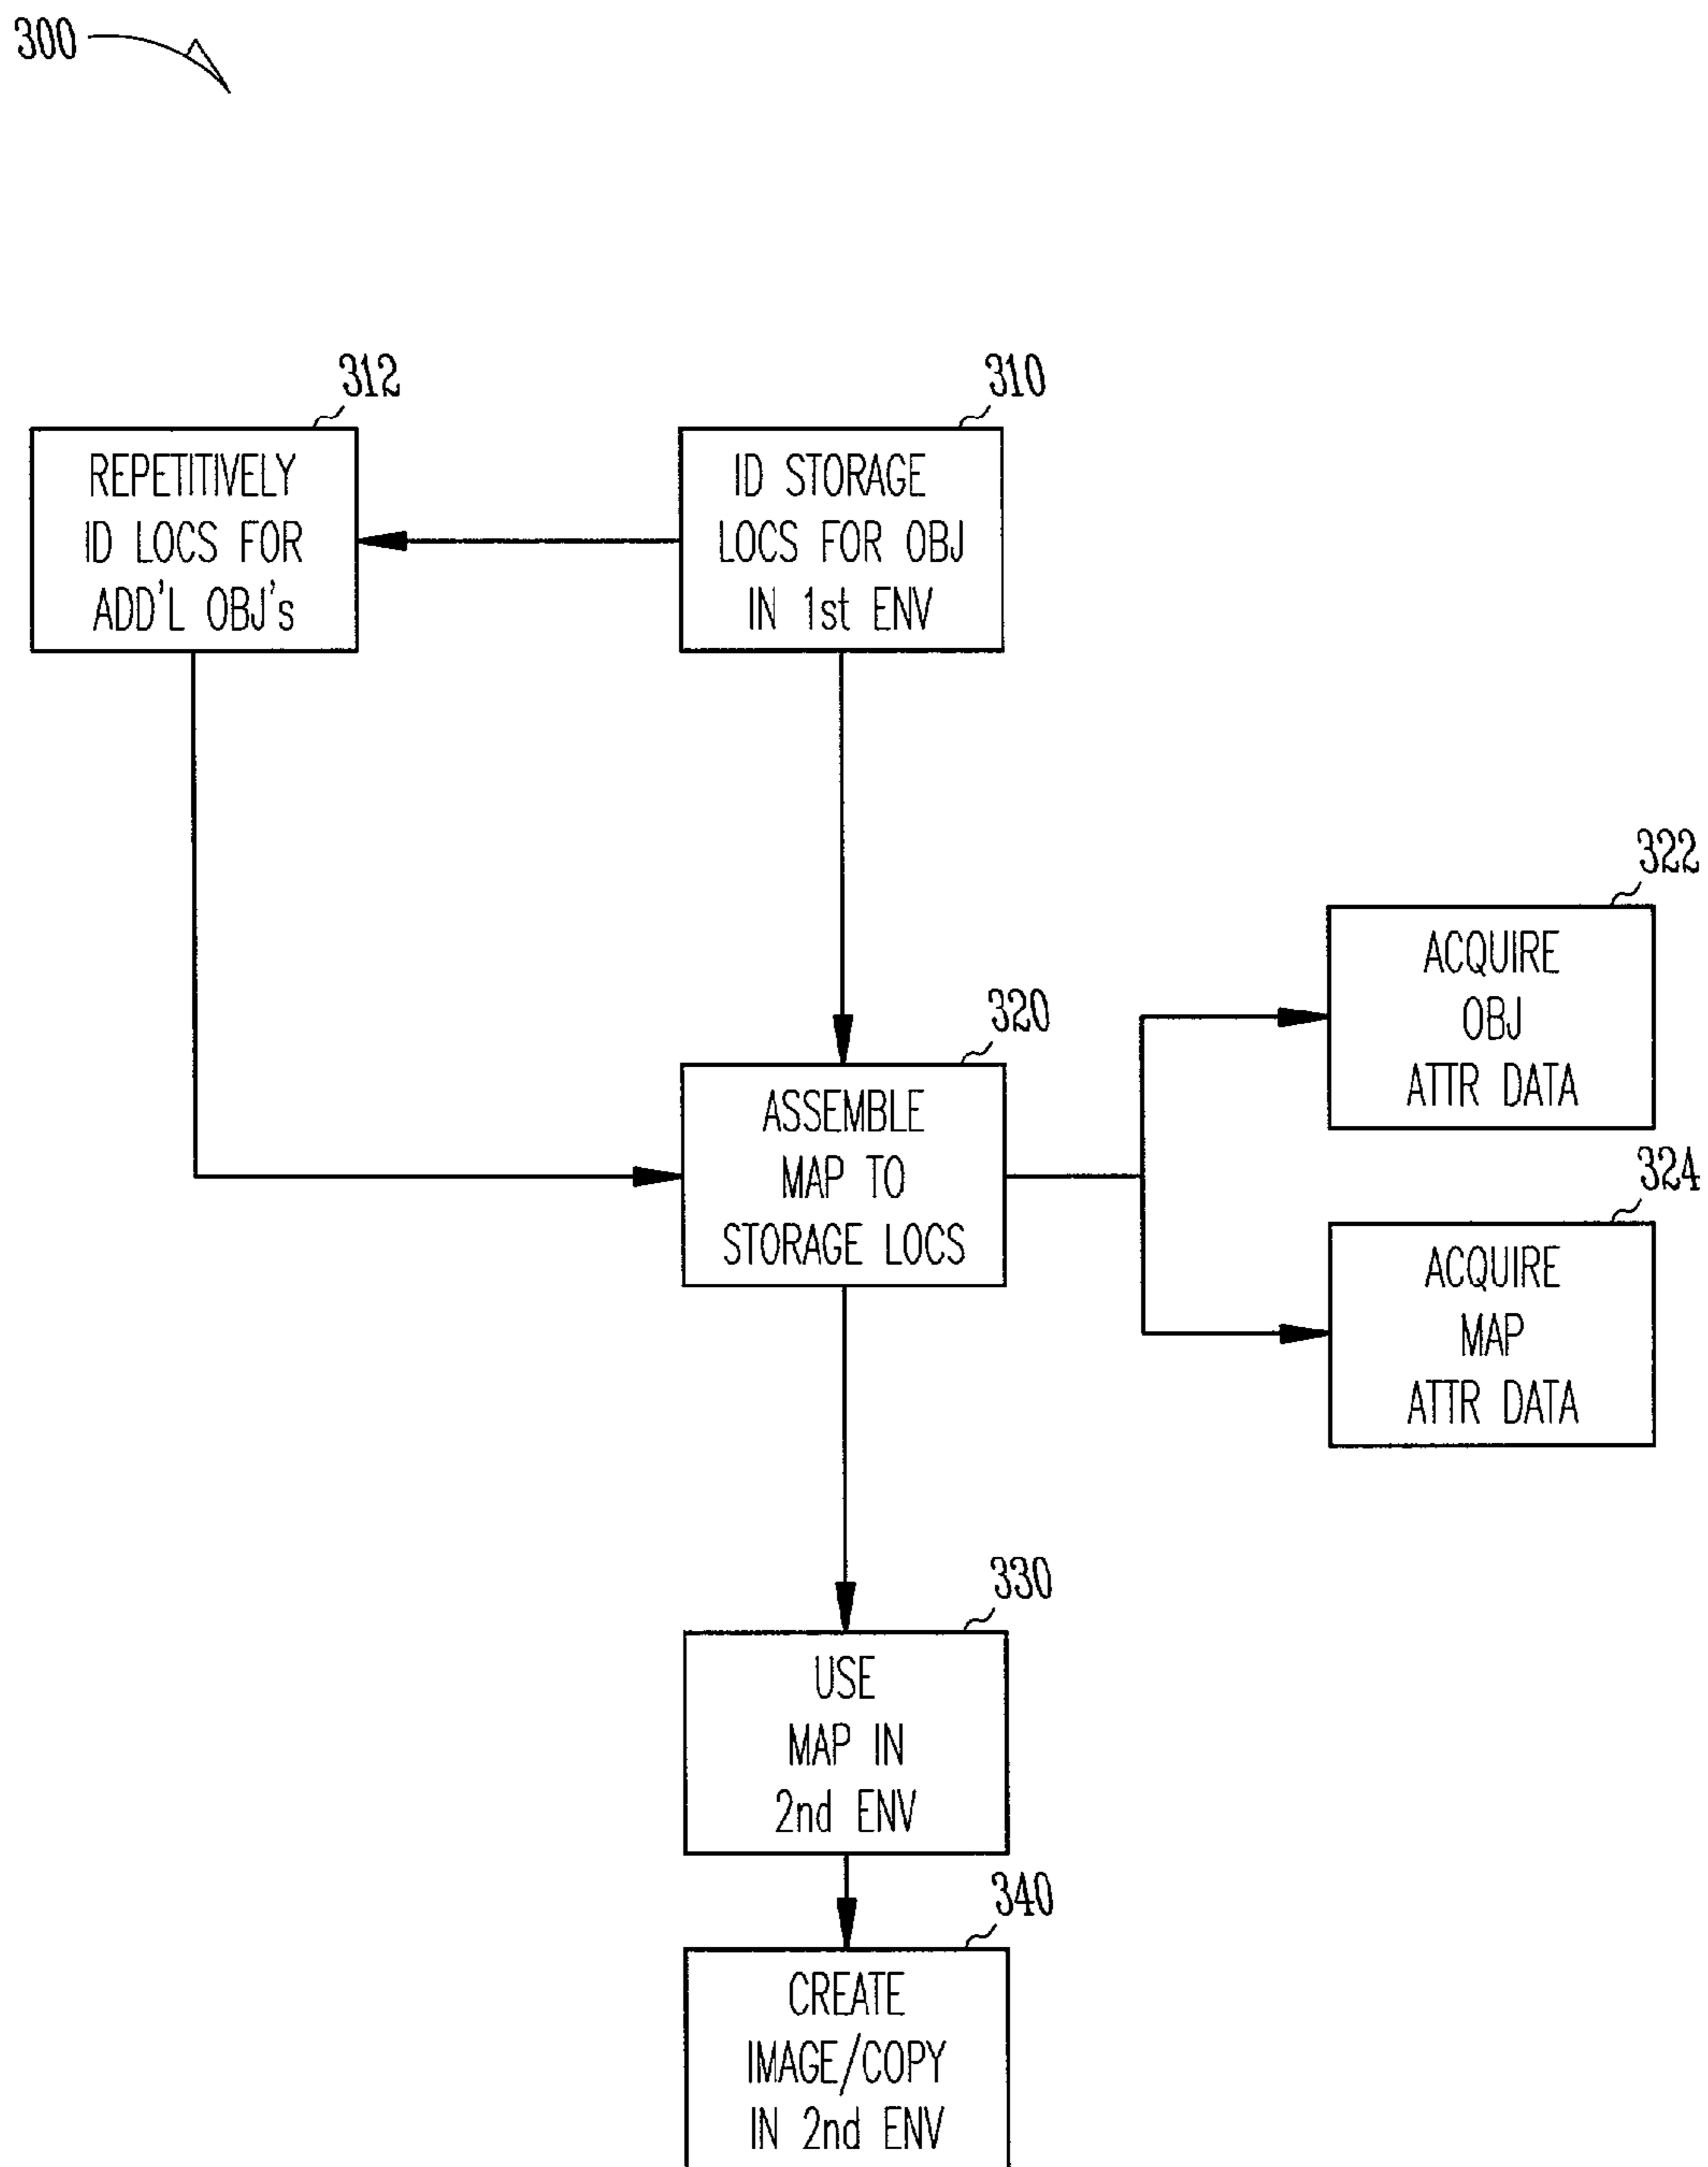 300
312
REPETITIVELY
ID LOCS FOR
ADD'L OBJ's
310
ID STORAGE
LOCS FOR OBJ
IN 1st ENV
322
ACQUIRE
OBJ
ATTR DATA
320
ASSEMBLE
MAP TO
STORAGE LOCS
324
ACQUIRE
MAP
ATTR DATA
330
USE
MAP IN
2nd ENV
340
CREATE
IMAGE/COPY
IN 2nd ENV